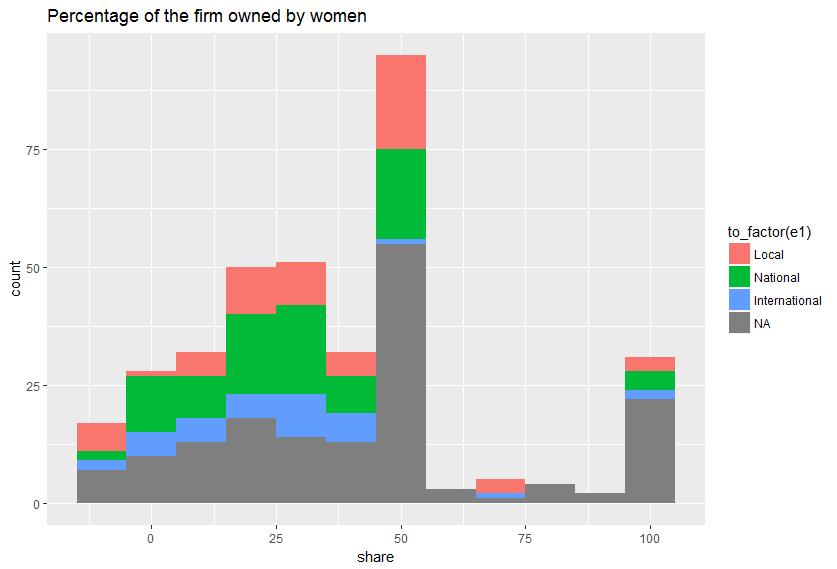 Percentage of the firm owned by women
count
75
50
25
0
0 25 50 75 100
share
to_factor(e1)
Local
National
International
NA